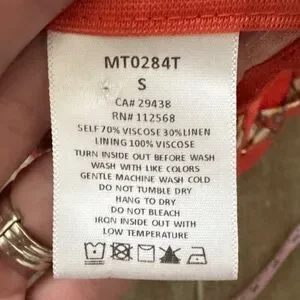 MT0284T
S
CA# 29438
RN# 112568
SELF 70% VISCOSE 30% LINEN
LINING 100% VISCOSE
TURN INSIDE OUT BEFORE WASH
WASH WITH LIKE COLORS
GENTLE MACHINE WASH COLD
DO NOT TUMBLE DRY
HANG TO DRY
DO NOT BLEACH
IRON INSIDE OUT WITH
LOW TEMPERATURE